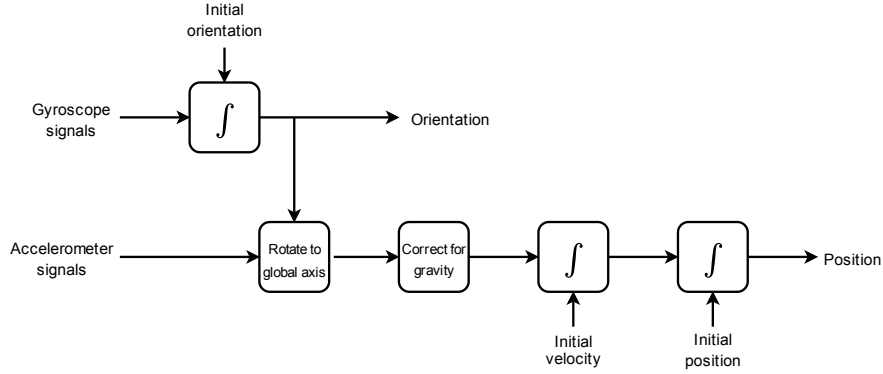 Initial
orientation
Gyroscope
signals
∫
Orientation
Accelerometer
signals
Rotate to
global axis
Correct for
gravity
∫
∫
Position
Initial
velocity
Initial
position